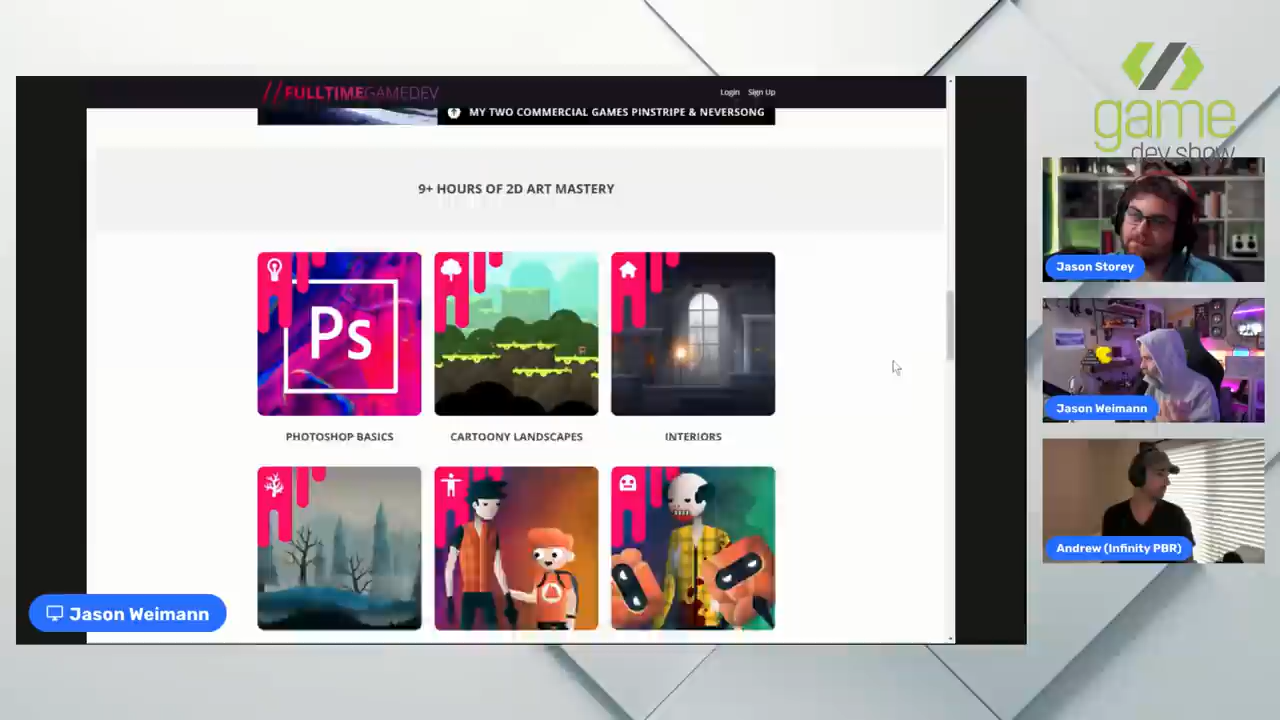 //FULLTIMEGAMEDEV
Login Sign Up
MY TWO COMMERCIAL GAMES PINSTRIPE & NEVERSONG
9+ HOURS OF 2D ART MASTERY
Ps
PHOTOSHOP BASICS
CARTOONY LANDSCAPES
INTERIORS
Jason Weimann
game
dev show
Jason Storey
Jason Weimann
Andrew (Infinity PBR)